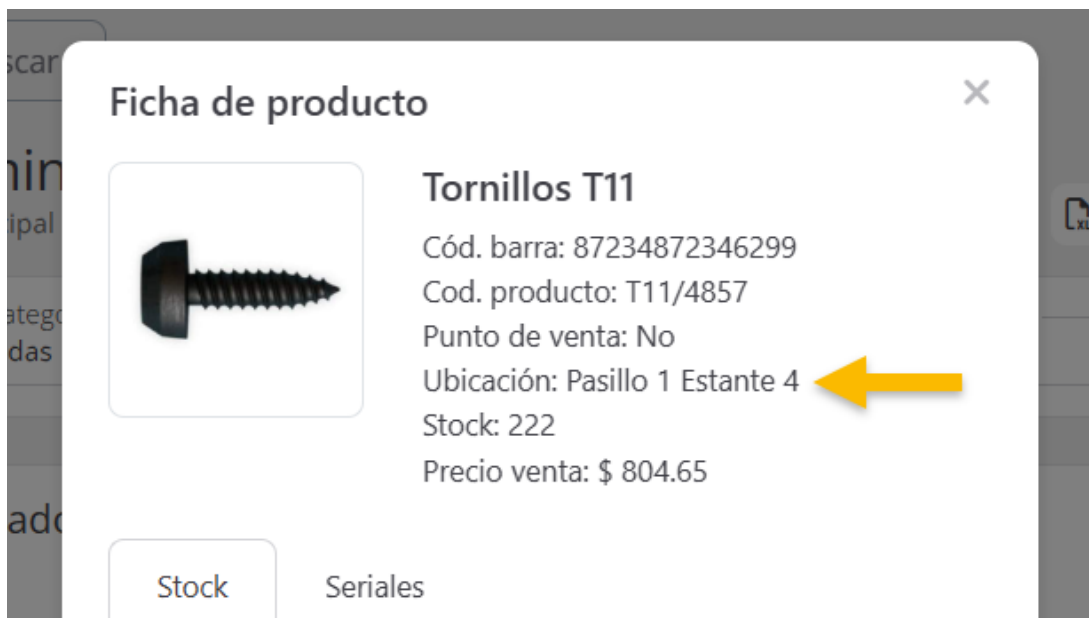 Ficha de producto
Tornillos T11
Cód. barra: 87234872346299
Cod. producto: T11/4857
Punto de venta: No
Ubicación: Pasillo 1 Estante 4
Stock: 222
Precio venta: $ 804.65
Stock
Seriales